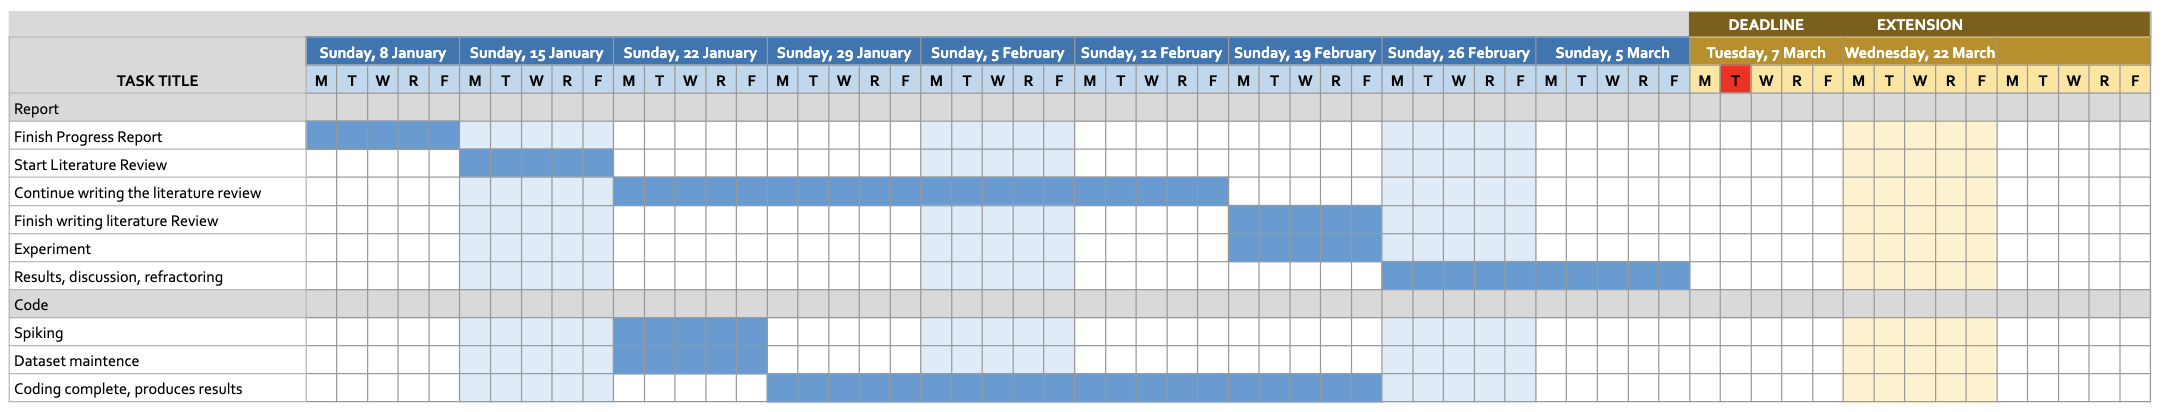 DEADLINE EXTENSION
Sunday, 8 January Sunday, 15 January Sunday, 22 January Sunday, 29 January Sunday, 5 February Sunday, 12 February Sunday, 19 February Sunday, 26 February Sunday, 5 March Tuesday, 7 March Wednesday, 22 March
TASK TITLE M T W R F M T W R F M T W R F M T W R F M T W R F M T W R F M T W R F M T W R F M T W R F M T W R F M T W R F M T W R F
Report
Finish Progress Report
Start Literature Review
Continue writing the literature review
Finish writing literature Review
Experiment
Results, discussion, refractoring
Code
Spiking
Dataset maintence
Coding complete, produces results